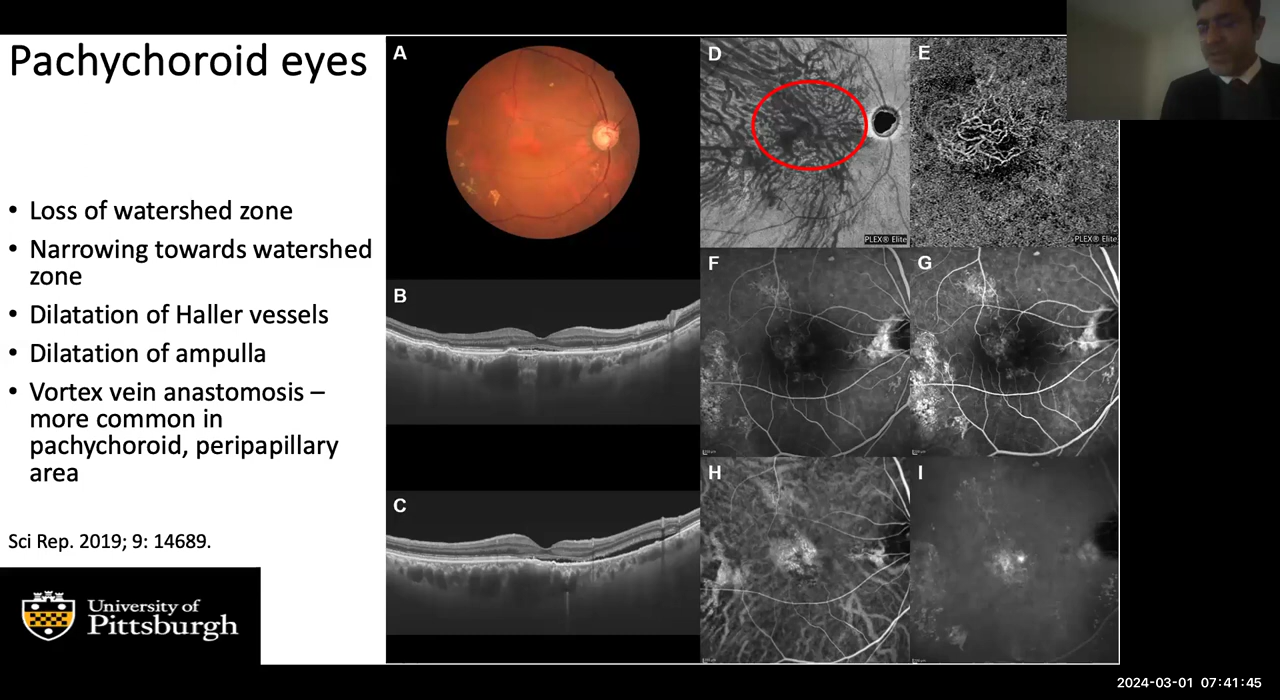 Pachychoroid eyes
• Loss of watershed zone
• Narrowing towards watershed
zone
• Dilatation of Haller vessels
• Dilatation of ampulla
• Vortex vein anastomosis –
more common in
pachychoroid, peripapillary
area
Sci Rep. 2019; 9: 14689.
University of
Pittsburgh
A
B
C
D
PLEX® Elite
E
PLEX® Elite
F
G
H
I
2024-03-01 07:41:45